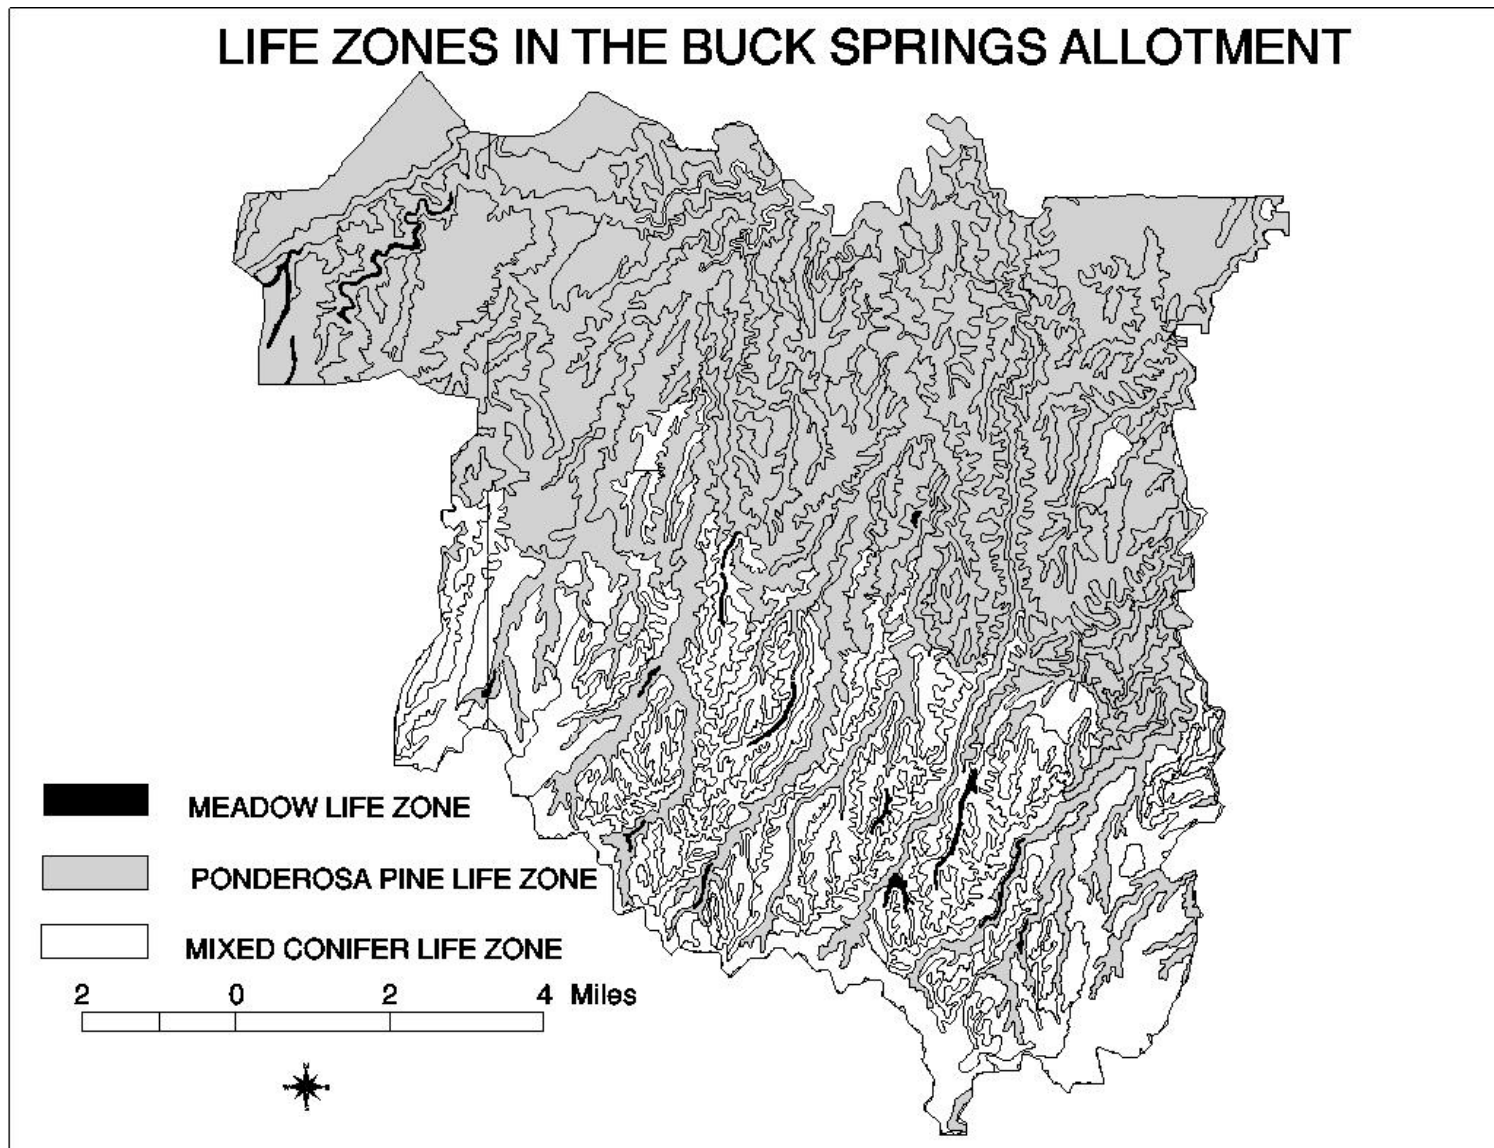 LIFE ZONES IN THE BUCK SPRINGS ALLOTMENT
MEADOW LIFE ZONE
PONDEROSA PINE LIFE ZONE
MIXED CONIFER LIFE ZONE
2 0 2 4 Miles
N